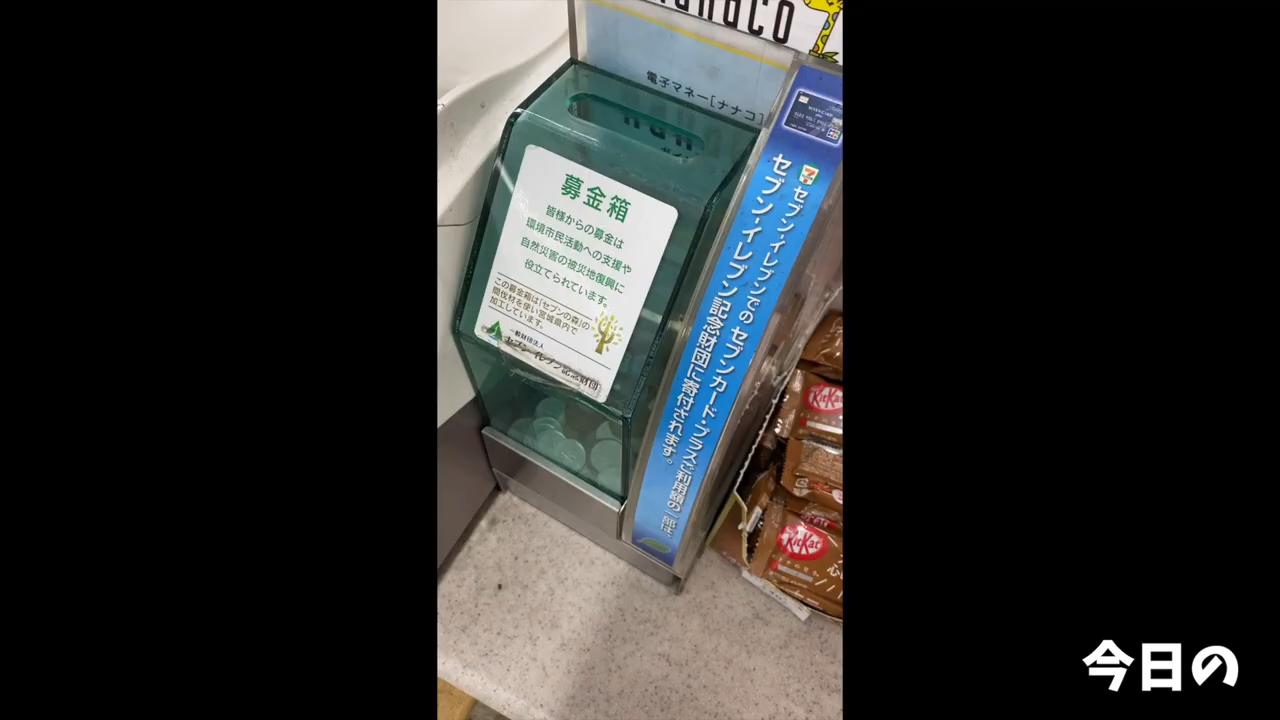 nanaco
電子マネー[ナナコ]
募金箱
皆様からの募金は
環境市民活動への支援や
自然災害の被災地復興に
役立てられています。
この募金箱は「セブンの森」の
間伐材を使い宮城県内で
加工しています。
一般財団法人
セブン-イレブン記念財団
セブン-イレブンでの セブンカード・プラスご利用額の一部は、
セブン-イレブン記念財団に寄付されます。
KitKat
KitKat
今日の